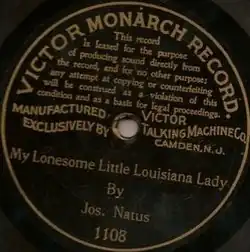 VICTOR MONARCH RECORD.
This record
is leased for the purpose
of producing sound directly from
the record, and for no other purpose;
any attempt at copying or counterfeiting
will be construed as a violation of this
condition and as a basis for legal proceedings.
MANUFACTURED VICTOR
EXCLUSIVELY BY TALKING MACHINE Co.
CAMDEN, N.J.
My Lonesome Little Louisiana Lady
By
Jos. Natus
1108